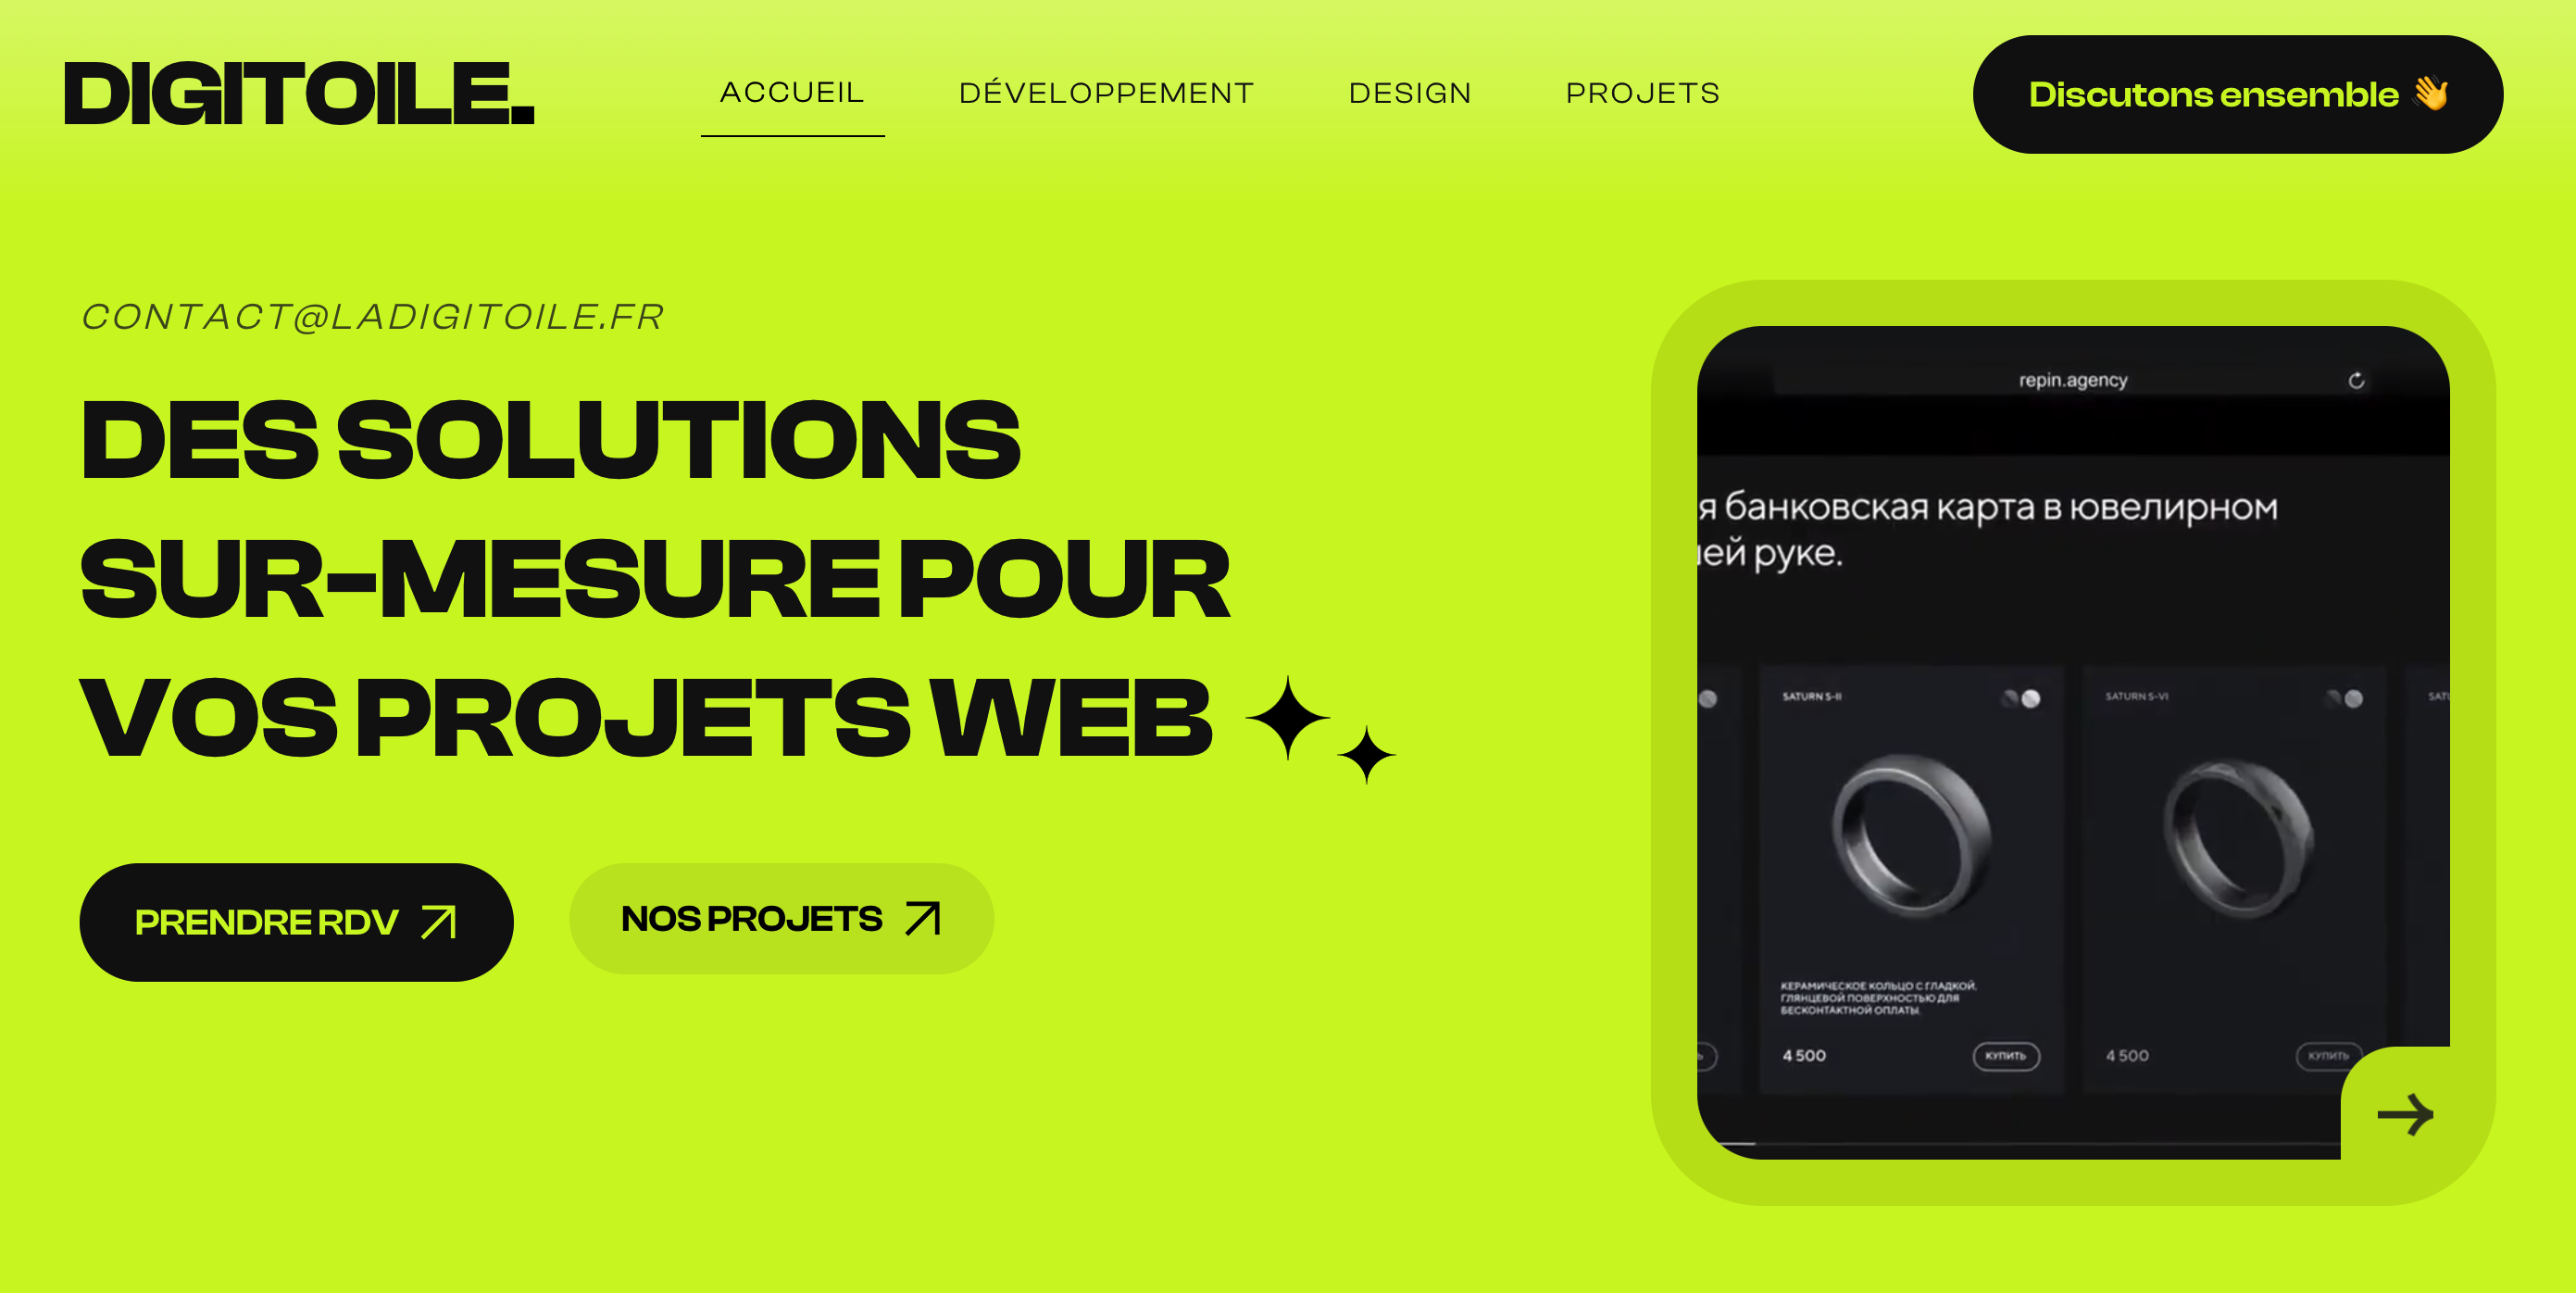 DIGITOILE.
ACCUEIL
DÉVELOPPEMENT
DESIGN
PROJETS
Discutons ensemble 👋
CONTACT@LADIGITOILE.FR
DES SOLUTIONS
SUR-MESURE POUR
VOS PROJETS WEB
PRENDRE RDV
NOS PROJETS
repin.agency
я банковская карта в ювелирном
ей руке.
SATURN S-II
SATURN S-VI
SATU
КЕРАМИЧЕСКОЕ КОЛЬЦО С ГЛАДКОЙ,
ГЛЯНЦЕВОЙ ПОВЕРХНОСТЬЮ ДЛЯ
БЕСКОНТАКТНОЙ ОПЛАТЫ.
4 500
КУПИТЬ
4 500
КУПИТЬ